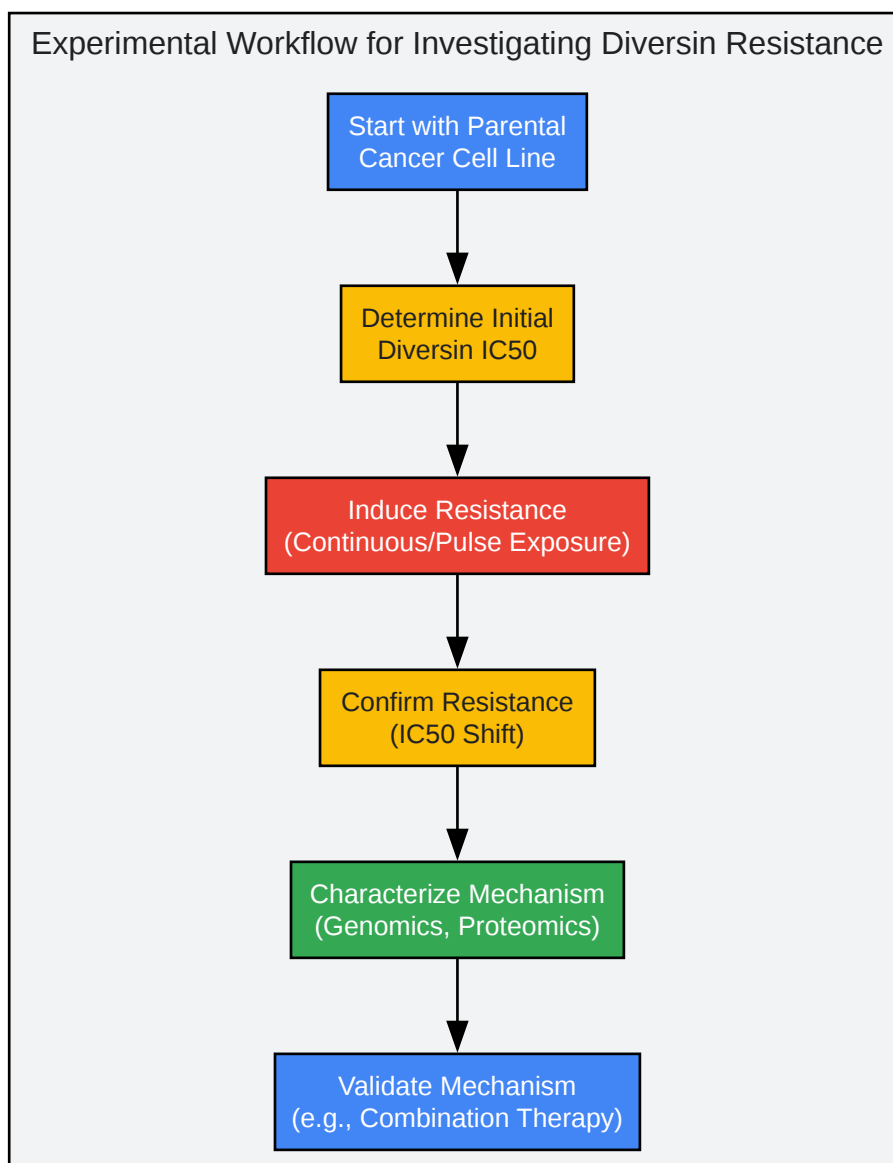 Experimental Workflow for Investigating Diversin Resistance
Start with Parental
Cancer Cell Line
Determine Initial
Diversin IC50
Induce Resistance
(Continuous/Pulse Exposure)
Confirm Resistance
(IC50 Shift)
Characterize Mechanism
(Genomics, Proteomics)
Validate Mechanism
(e.g., Combination Therapy)